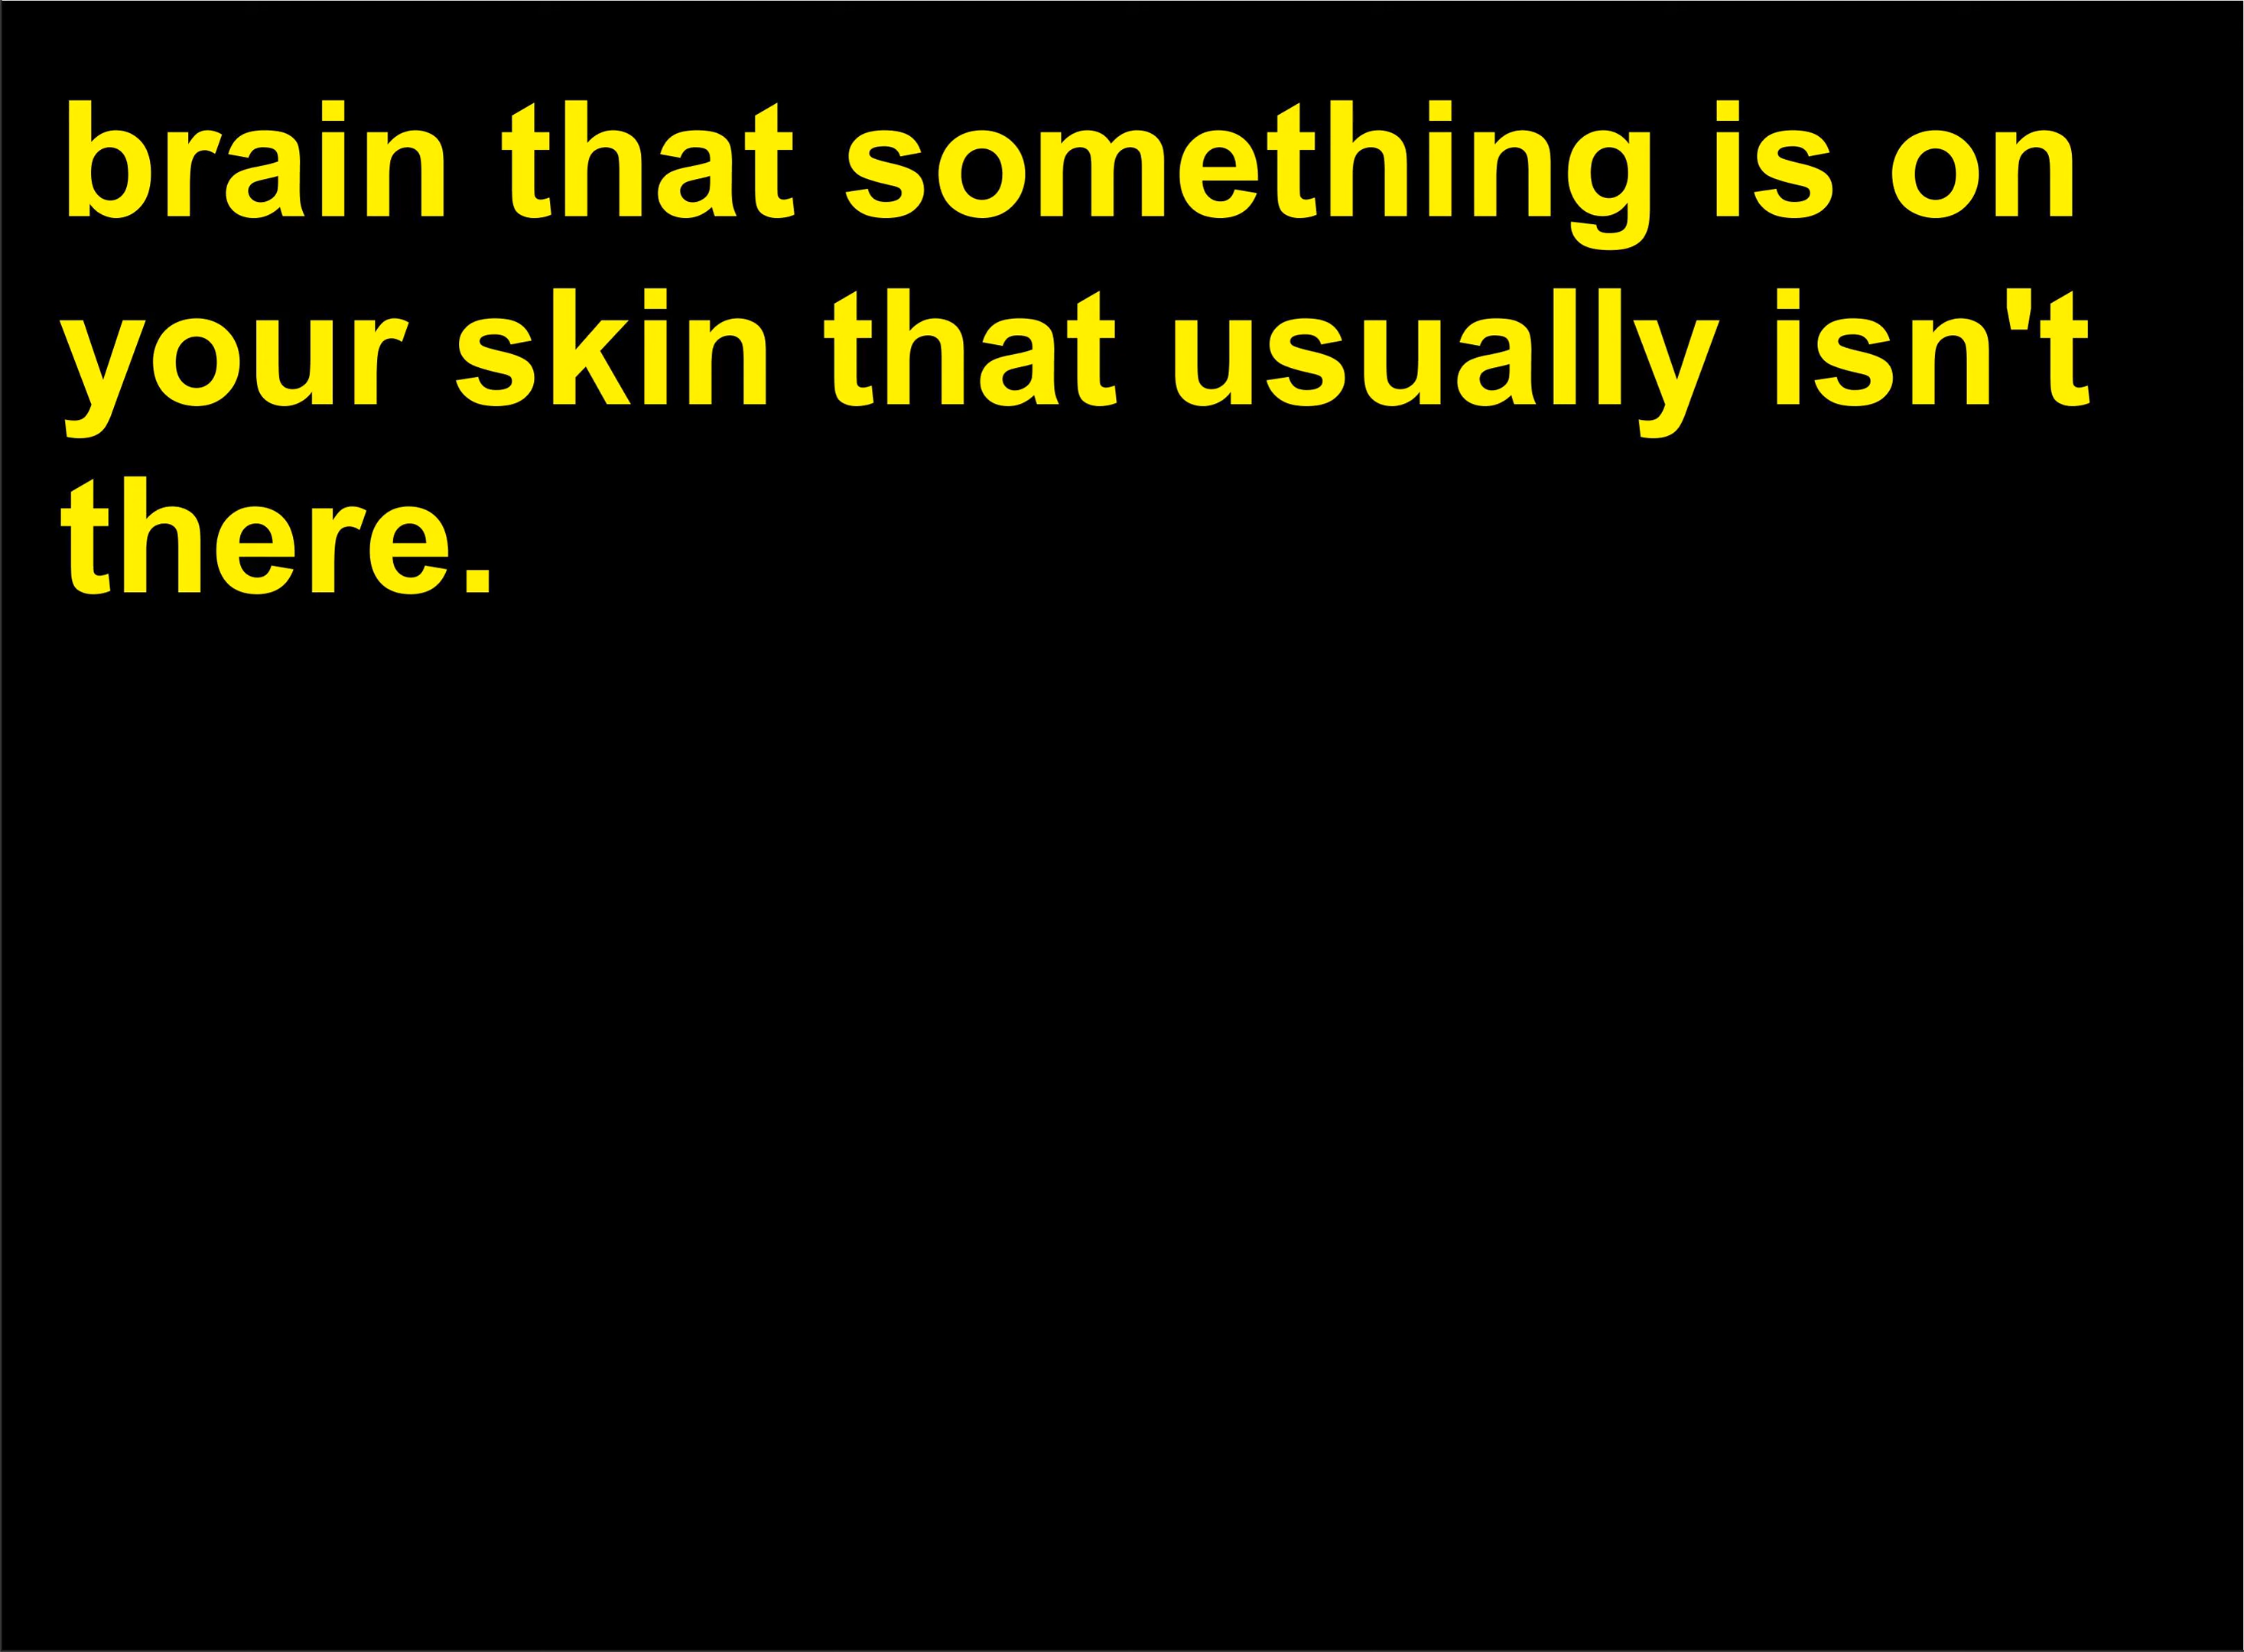 brain that something is on
your skin that usually isn't
there.